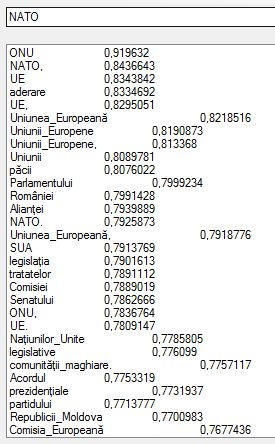 NATO
ONU 0,919632
NATO, 0,8436643
UE 0,8343842
aderare 0,8334692
UE, 0,8295051
Uniunea_Europeană 0,8218516
Uniunii_Europene 0,8190873
Uniunii_Europene, 0,813368
Uniunii 0,8089781
păcii 0,8076022
Parlamentului 0,7999234
României 0,7991428
Alianței 0,7939889
NATO. 0,7925873
Uniunea_Europeană, 0,7918776
SUA 0,7913769
legislația 0,7901613
tratatelor 0,7891112
Comisiei 0,7889019
Senatului 0,7862666
ONU, 0,7836764
UE. 0,7809147
Națiunilor_Unite 0,7785805
legislative 0,776099
comunității_maghiare. 0,7757117
Acordul 0,7753319
prezidențiale 0,7731937
partidului 0,7713777
Republicii_Moldova 0,7700983
Comisia_Europeană 0,7677436